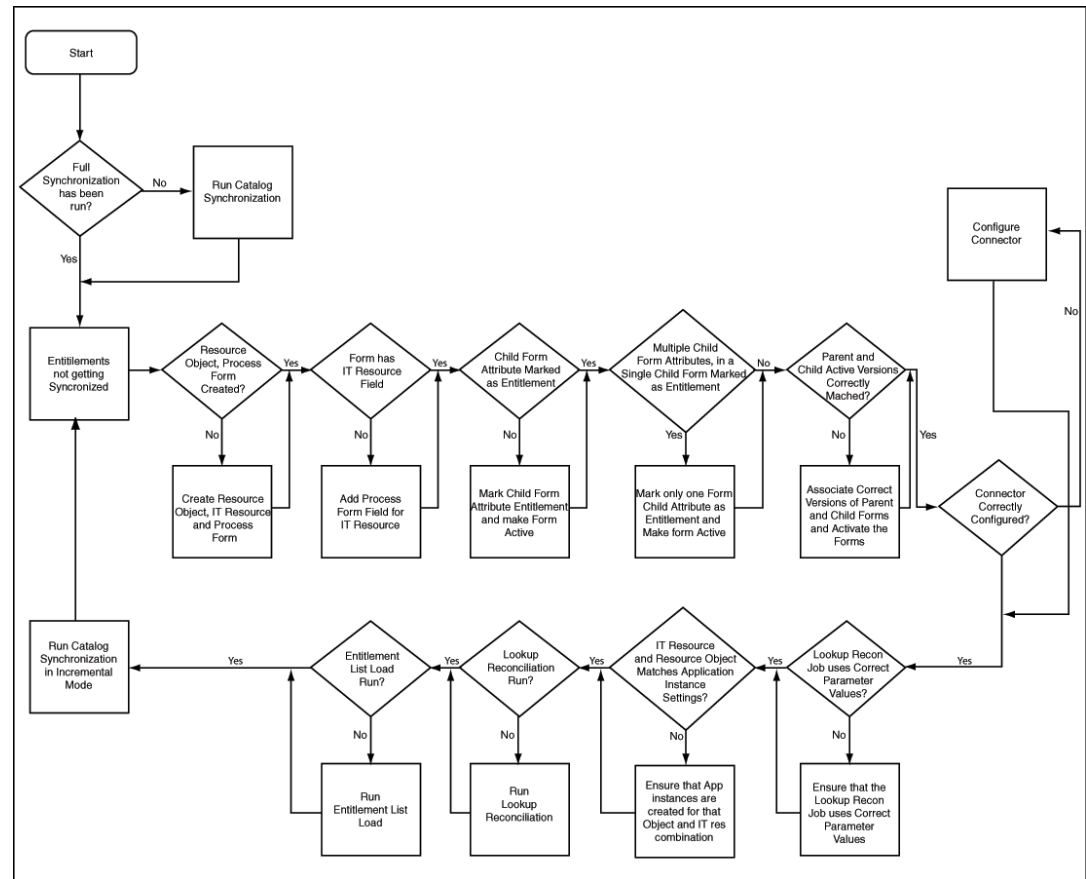 Start
Full
Synchronization
has been
run?
No
Run Catalog
Synchronization
Yes
Configure
Connector
No
Entitilements
not getting
Syncronized
Resource
Object, Process
Form
Created?
Yes
No
Create Resource
Object, IT Resource
and Process
Form
Form has
IT Resource
Field
Yes
No
Add Process
Form Field for
IT Resource
Child Form
Attribute Marked
as Entitlement
Yes
No
Mark Child Form
Attribute Entitlement
and make Form
Active
Multiple Child
Form Attributes, in a
Single Child Form Marked
as Entitlement
No
Yes
Mark only one Form
Child Attribute as
Entitlement and
Make form Active
Parent and
Child Active Versions
Correctly
Mached?
Yes
No
Associate Correct
Versions of Parent
and Child Forms
and Activate the
Forms
Connector
Correctly
Configured?
Yes
Lookup Recon
Job uses Correct
Parameter
Values?
Yes
No
Ensure that the
Lookup Recon
Job uses Correct
Parameter
Values
IT Resource
and Resource Object
Matches Application
Instance
Settings?
Yes
No
Ensure that App
instances are
created for that
Object and IT res
combination
Lookup
Reconciliation
Run?
Yes
No
Run
Lookup
Reconciliation
Entitlement
List Load
Run?
Yes
No
Run
Entitlement List
Load
Run Catalog
Synchronization
in Incremental
Mode